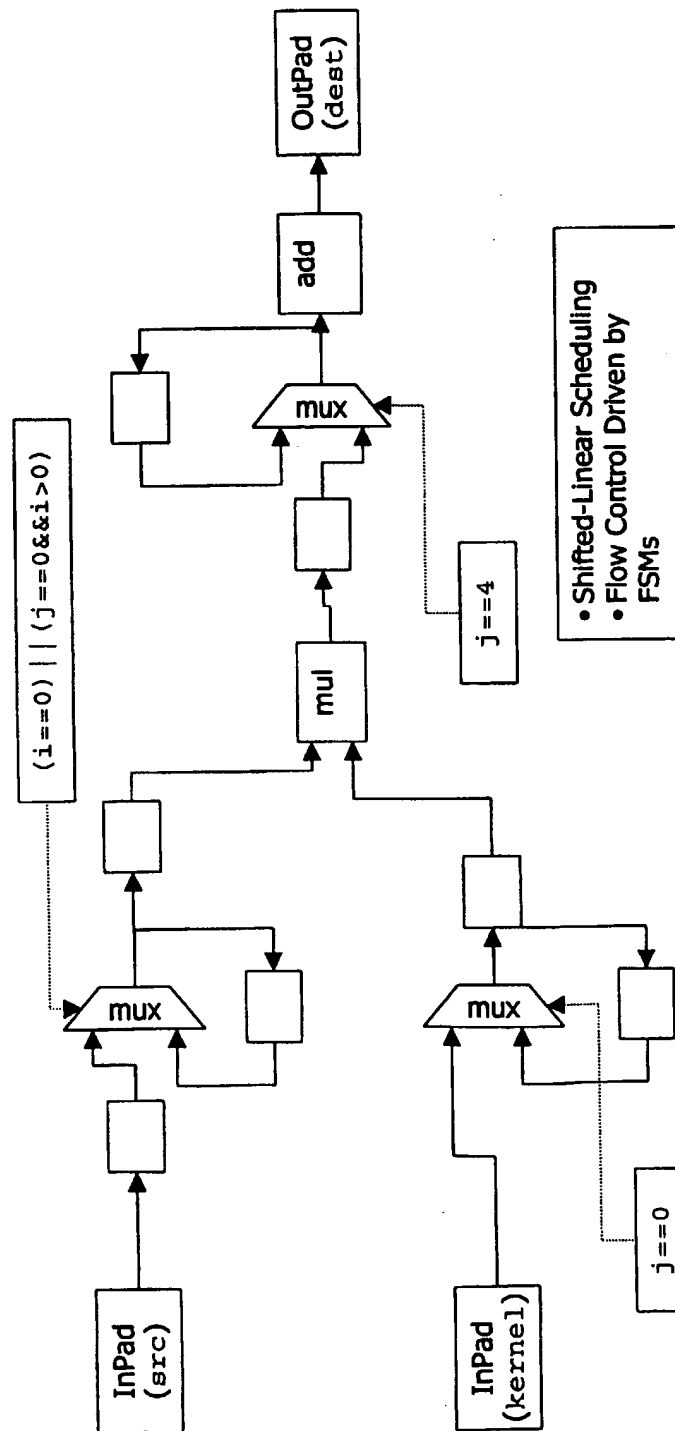 InPad
(src)
mux
(i==0)||(j==0&&i>0)
InPad
(kernel)
mux
j==0
mul
mux
j==4
add
OutPad
(dest)
• Shifted-Linear Scheduling
• Flow Control Driven by
FSMs